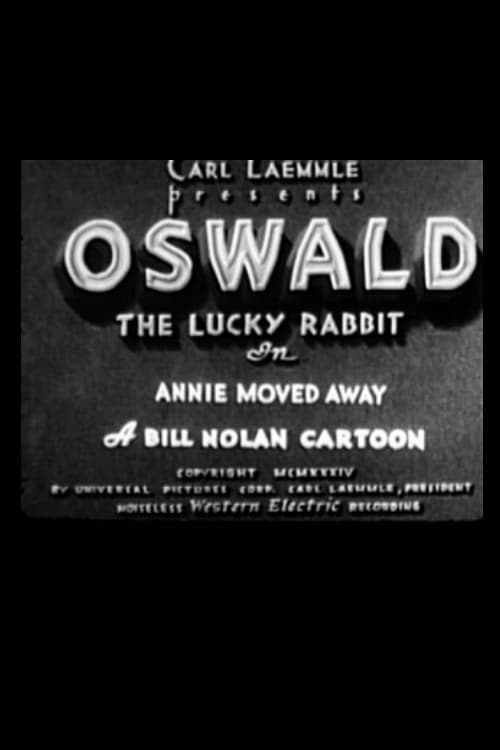 CARL LAEMMLE
presents
OSWALD
THE LUCKY RABBIT
In
ANNIE MOVED AWAY
A BILL NOLAN CARTOON
COPYRIGHT MCMXXXIV
BY UNIVERSAL PICTURES CORP. CARL LAEMMLE, PRESIDENT
NOISELESS Western Electric RECORDING